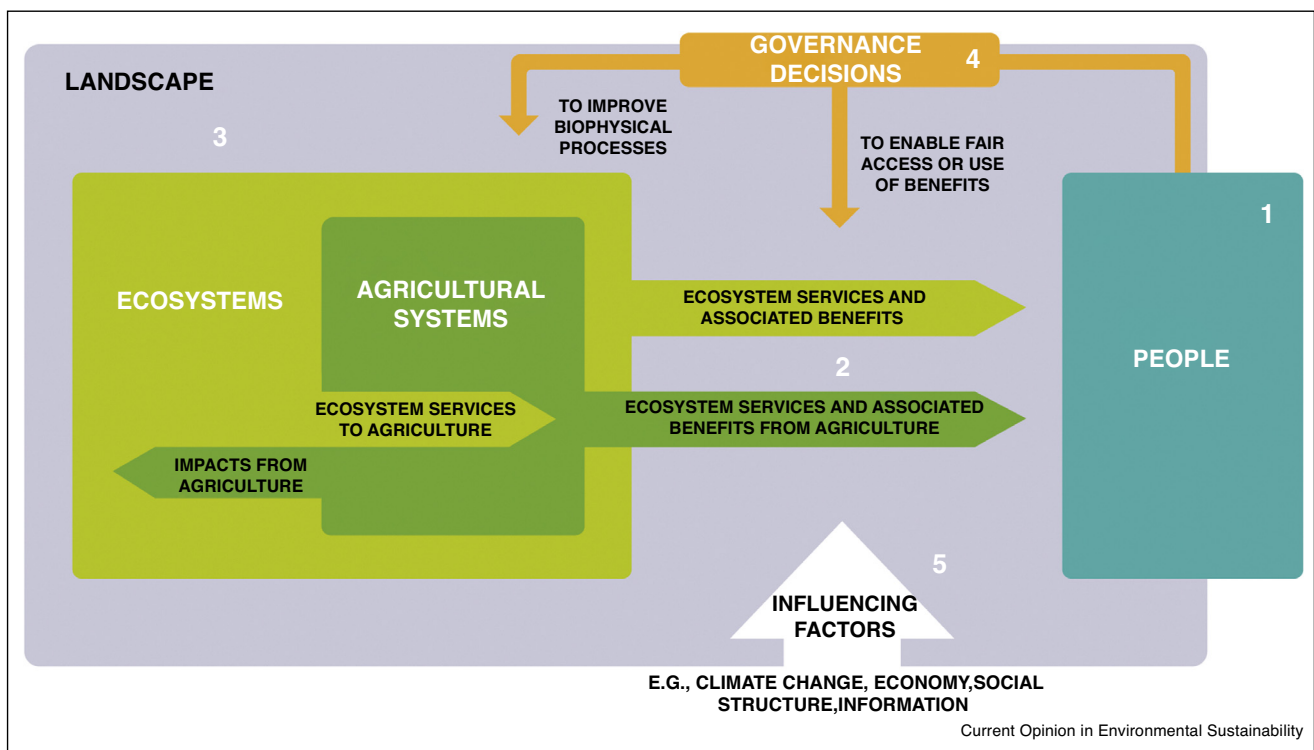 GOVERNANCE
DECISIONS
4
LANDSCAPE
3
TO IMPROVE
BIOPHYSICAL
PROCESSES
TO ENABLE FAIR
ACCESS OR USE
OF BENEFITS
1
ECOSYSTEMS
AGRICULTURAL
SYSTEMS
ECOSYSTEM SERVICES AND
ASSOCIATED BENEFITS
PEOPLE
2
ECOSYSTEM SERVICES
TO AGRICULTURE
ECOSYSTEM SERVICES AND ASSOCIATED
BENEFITS FROM AGRICULTURE
IMPACTS FROM
AGRICULTURE
5
INFLUENCING
FACTORS
E.G., CLIMATE CHANGE, ECONOMY,SOCIAL
STRUCTURE,INFORMATION
Current Opinion in Environmental Sustainability